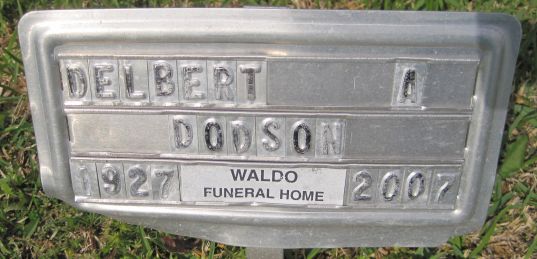 DELBERT A
DODSON
1927 WALDO FUNERAL HOME 2007